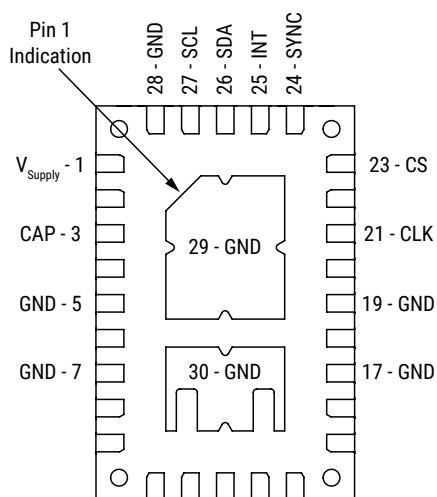 Pin 1
Indication
28 - GND
27 - SCL
26 - SDA
25 - INT
24 - SYNC
VSupply - 1
23 - CS
CAP - 3
29 - GND
21 - CLK
GND - 5
19 - GND
GND - 7
30 - GND
17 - GND